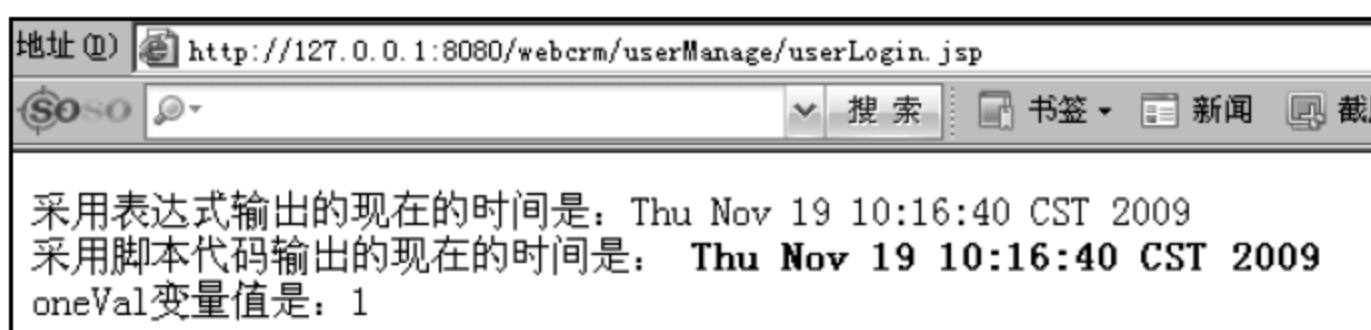 地址(D) http://127.0.0.1:8080/webcrm/userManage/userLogin.jsp
SOSO 搜 索 书签 新闻 截
采用表达式输出的现在的时间是：Thu Nov 19 10:16:40 CST 2009
采用脚本代码输出的现在的时间是： Thu Nov 19 10:16:40 CST 2009
oneVal变量值是：1